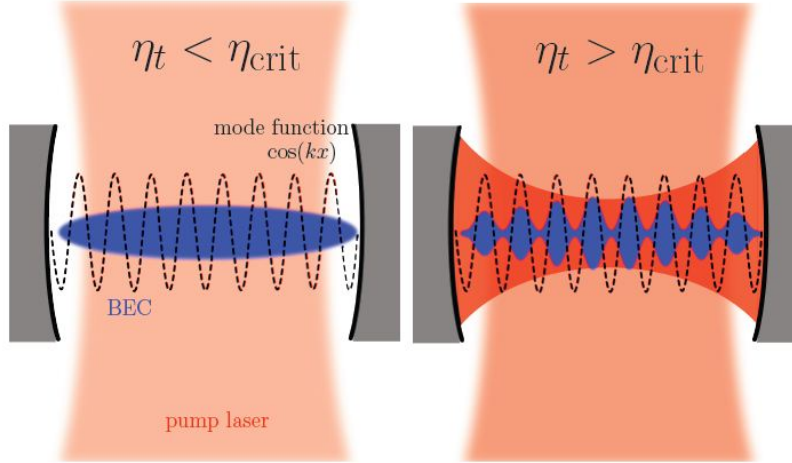 ηt < ηcrit
mode function
cos(kx)
BEC
pump laser
ηt > ηcrit